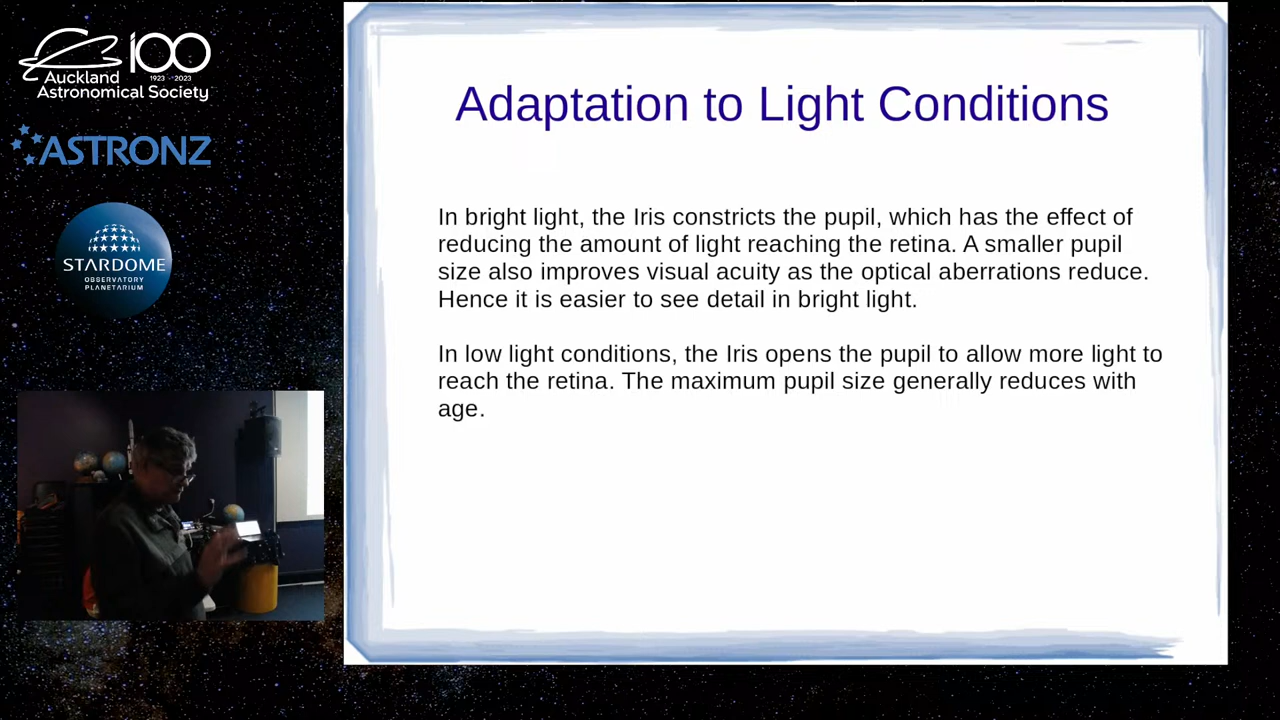 100
1923 2023
Auckland
Astronomical Society
ASTRONZ
STARDOME
OBSERVATORY
PLANETARIUM
Adaptation to Light Conditions
In bright light, the Iris constricts the pupil, which has the effect of
reducing the amount of light reaching the retina. A smaller pupil
size also improves visual acuity as the optical aberrations reduce.
Hence it is easier to see detail in bright light.
In low light conditions, the Iris opens the pupil to allow more light to
reach the retina. The maximum pupil size generally reduces with
age.